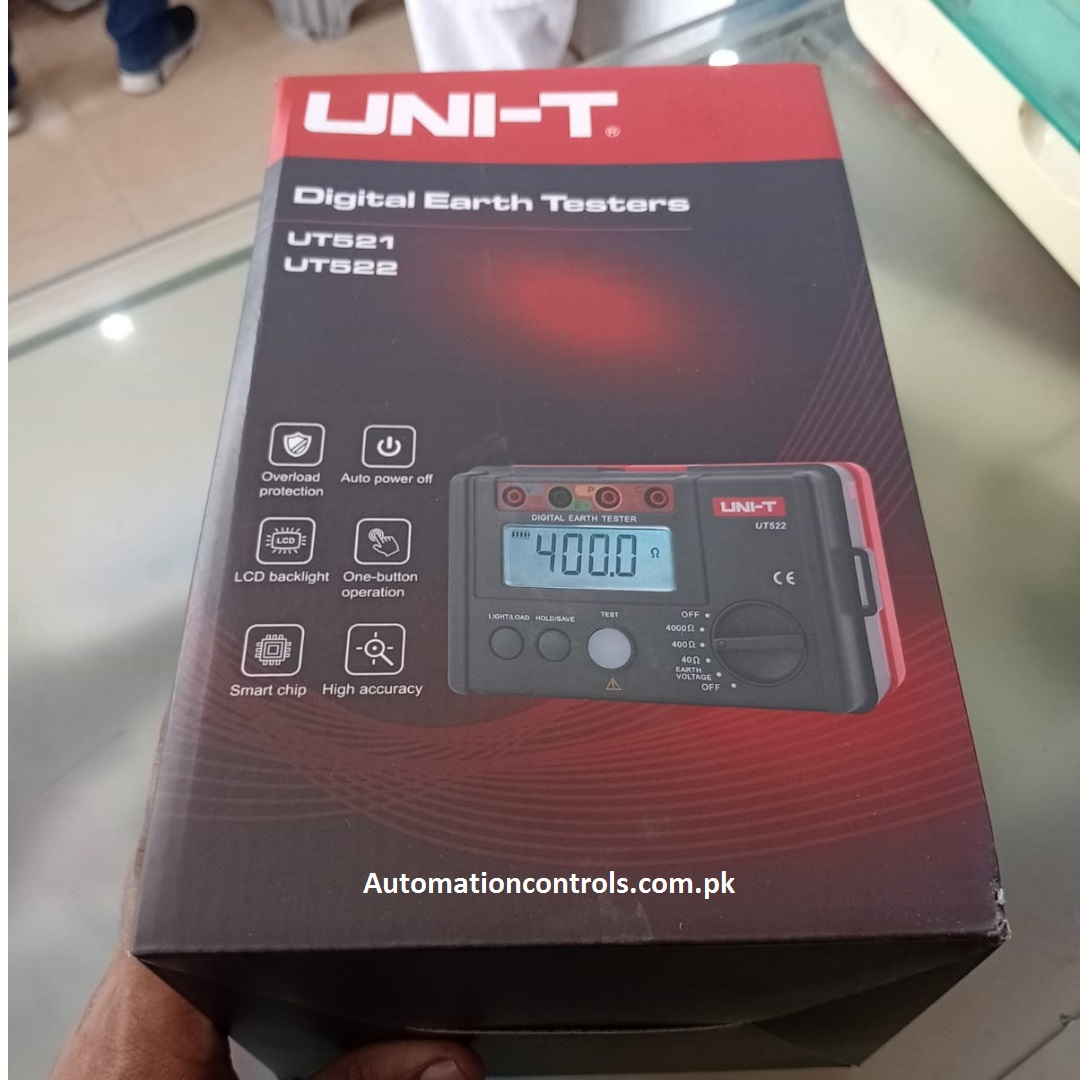 UNI-T®
Digital Earth Testers
UT521
UT522
Overload
protection
Auto power off
LCD
LCD backlight
One-button
operation
Smart chip
High accuracy
V
P
C
DIGITAL EARTH TESTER
UNI-T
UT522
400.0 Ω
CE
LIGHT/LOAD
HOLD/SAVE
TEST
OFF
4000Ω
400Ω
40Ω
EARTH
VOLTAGE
OFF
Automationcontrols.com.pk